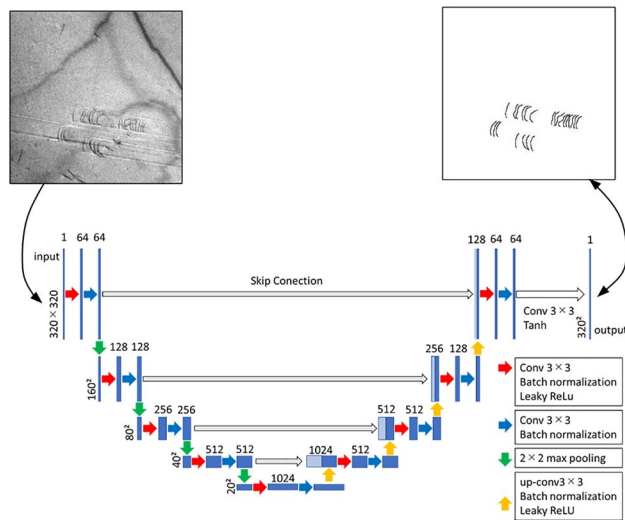 1 64 64
input
320×320
Skip Conection
128 64 64
1
Conv 3×3
Tanh
320²
output
128 128
160²
256 128
256 256
80²
512 512
512 512
40²
1024 512
20²
1024
Conv 3×3
Batch normalization
Leaky ReLu
Conv 3×3
Batch normalization
2×2 max pooling
up-conv3×3
Batch normalization
Leaky ReLU